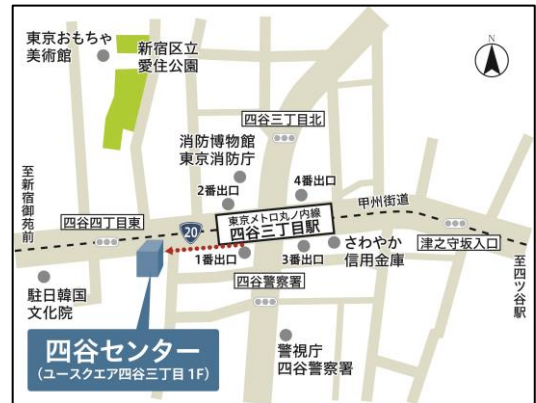 東京おもちゃ
美術館
新宿区立
愛住公園
N
四谷三丁目北
消防博物館
東京消防庁
4番出口
2番出口
甲州街道
至新宿御苑前
四谷四丁目東
20
東京メトロ丸ノ内線
四谷三丁目駅
津之守坂入口
1番出口
3番出口
さわやか
信用金庫
至四ツ谷駅
駐日韓国
文化院
四谷警察署
四谷センター
(ユースクエア四谷三丁目1F)
警視庁
四谷警察署